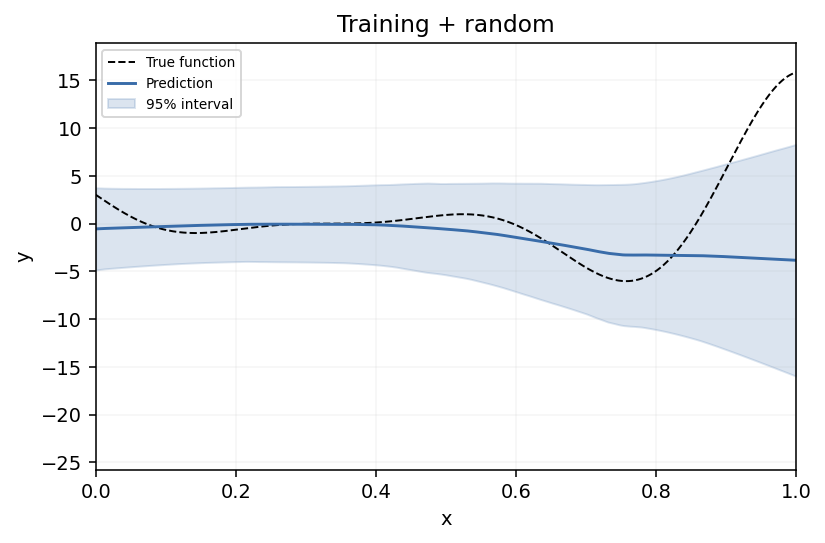 Training + random
True function
Prediction
95% interval
15
10
5
0
−5
−10
−15
−20
−25
y
0.0 0.2 0.4 0.6 0.8 1.0
x